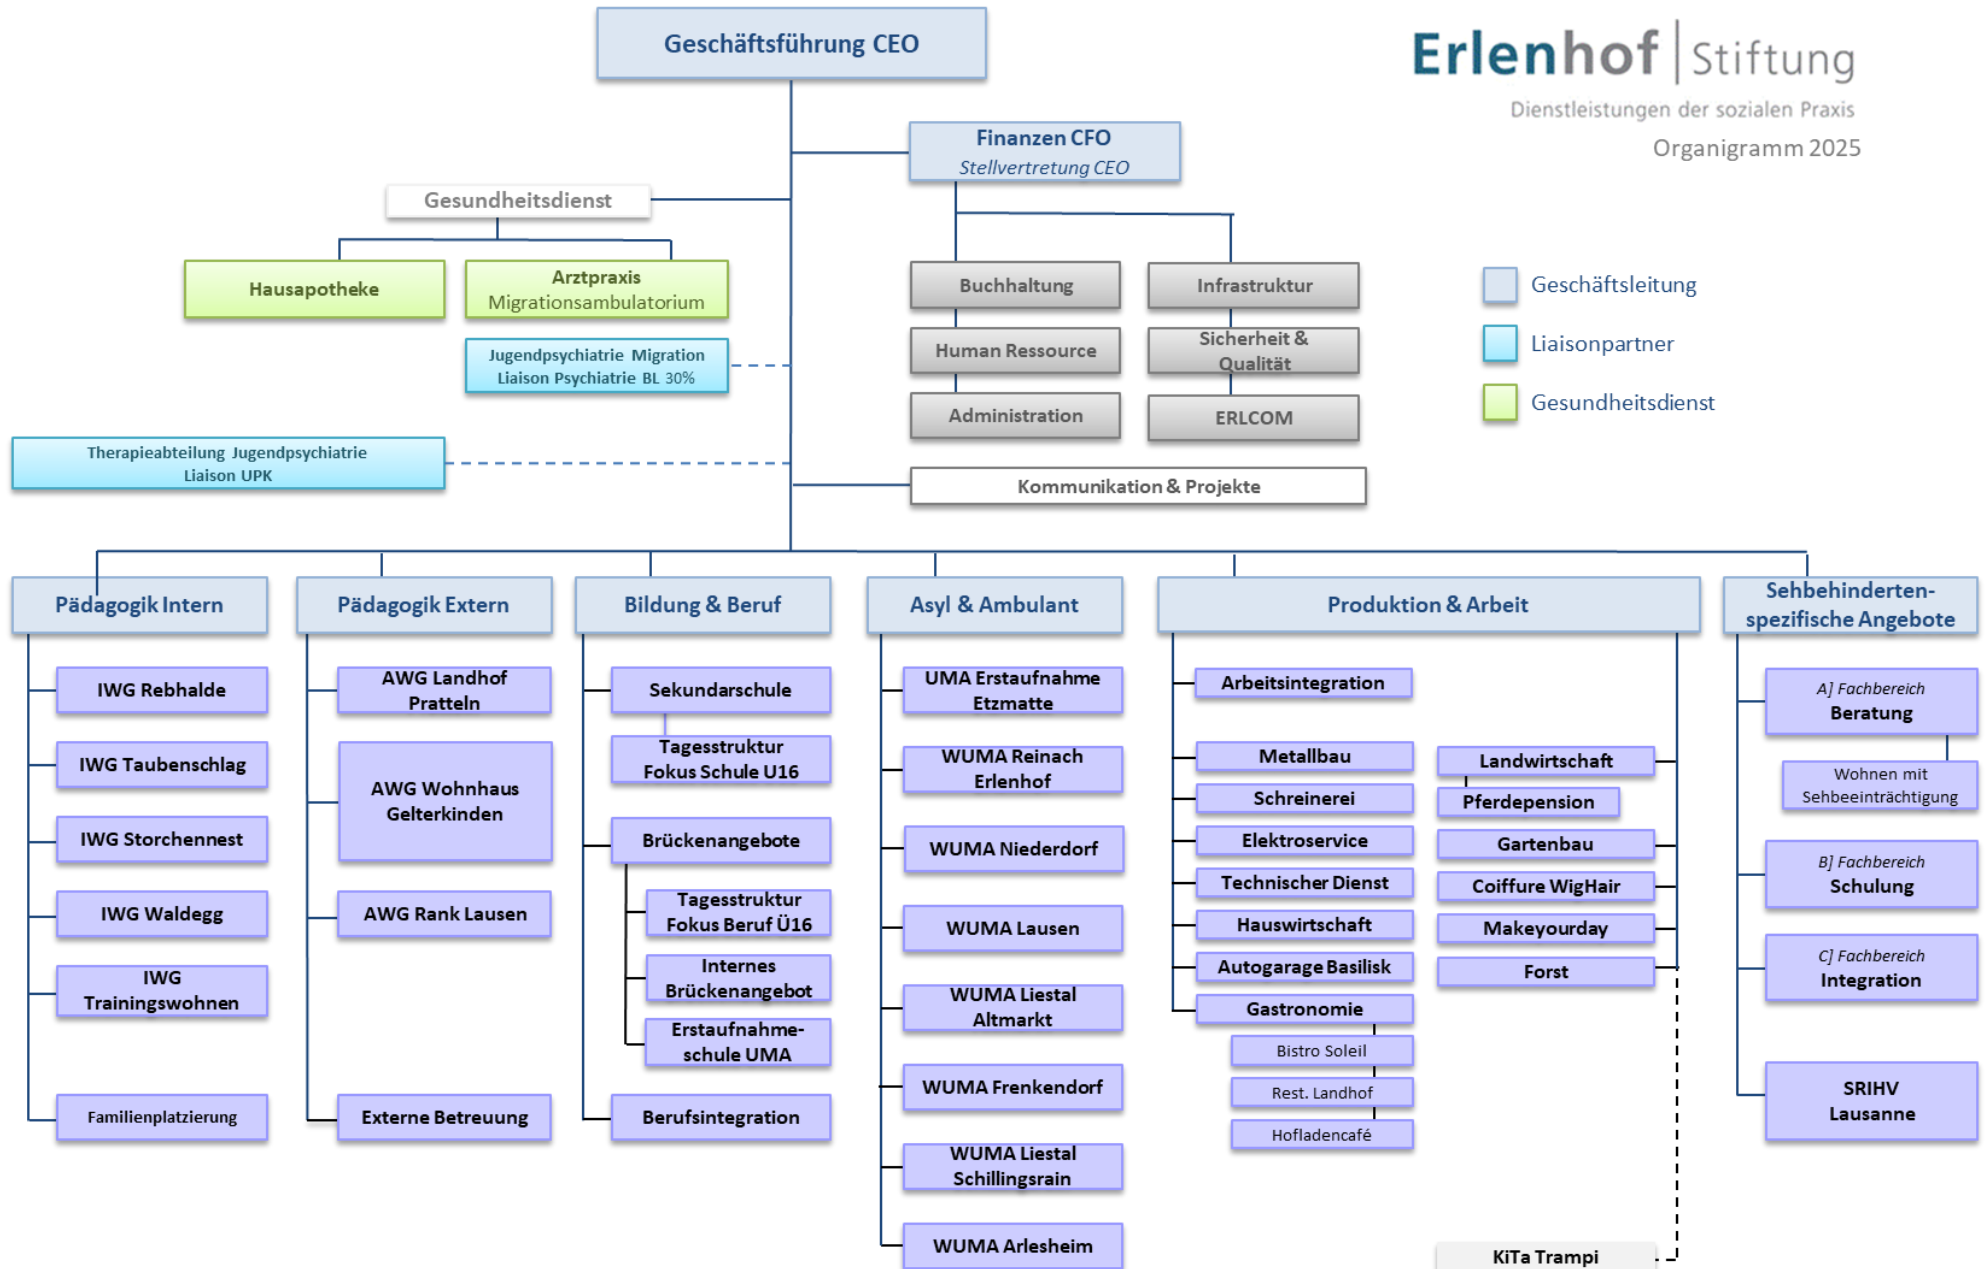 Geschäftsführung CEO
Erlenhof Stiftung
Dienstleistungen der sozialen Praxis
Organigramm 2025
Finanzen CFO
Stellvertretung CEO
Gesundheitsdienst
Hausapotheke
Arztpraxis
Migrationsambulatorium
Jugendpsychiatrie Migration
Liaison Psychiatrie BL 30%
Therapieabteilung Jugendpsychiatrie
Liaison UPK
Buchhaltung
Human Ressource
Administration
Infrastruktur
Sicherheit &
Qualität
ERLCOM
Kommunikation & Projekte
Geschäftsleitung
Liaisonpartner
Gesundheitsdienst
Pädagogik Intern
IWG Rebhalde
IWG Taubenschlag
IWG Storchennest
IWG Waldegg
IWG
Trainingswohnen
Familienplatzierung
Pädagogik Extern
AWG Landhof
Pratteln
AWG Wohnhaus
Gelterkinden
AWG Rank Lausen
Externe Betreuung
Bildung & Beruf
Sekundarschule
Tagesstruktur
Fokus Schule U16
Brückenangebote
Tagesstruktur
Fokus Beruf Ü16
Internes
Brückenangebot
Erstaufnahme-
schule UMA
Berufsintegration
Asyl & Ambulant
UMA Erstaufnahme
Etzmatte
WUMA Reinach
Erlenhof
WUMA Niederdorf
WUMA Lausen
WUMA Liestal
Altmarkt
WUMA Frenkendorf
WUMA Liestal
Schillingsrain
WUMA Arlesheim
Produktion & Arbeit
Arbeitsintegration
Metallbau
Schreinerei
Elektroservice
Technischer Dienst
Hauswirtschaft
Autogarage Basilisk
Gastronomie
Bistro Soleil
Rest. Landhof
Hofladencafé
Landwirtschaft
Pferdepension
Gartenbau
Coiffure WigHair
Makeyourday
Forst
KiTa Trampi
Sehbehinderten-
spezifische Angebote
A] Fachbereich
Beratung
Wohnen mit
Sehbeeinträchtigung
B] Fachbereich
Schulung
C] Fachbereich
Integration
SRIHV
Lausanne